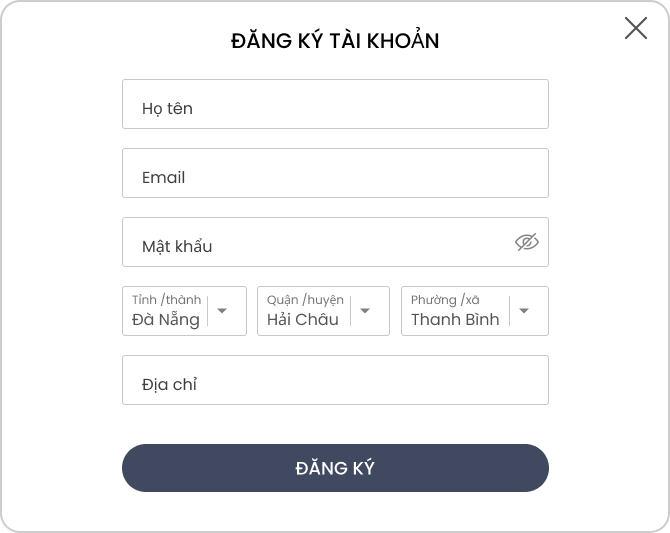 ĐĂNG KÝ TÀI KHOẢN
Họ tên
Email
Mật khẩu
Tỉnh /thành
Đà Nẵng
Quận /huyện
Hải Châu
Phường /xã
Thanh Bình
Địa chỉ
ĐĂNG KÝ